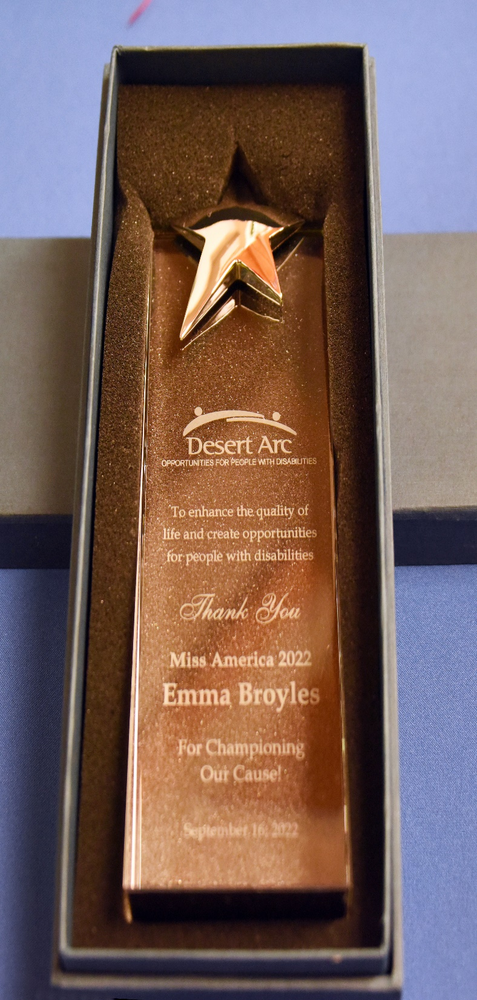 Desert Arc
OPPORTUNITIES FOR PEOPLE WITH DISABILITIES
To enhance the quality of
life and create opportunities
for people with disabilities
Thank You
Miss America 2022
Emma Broyles
For Championing
Our Cause!
September 16, 2022